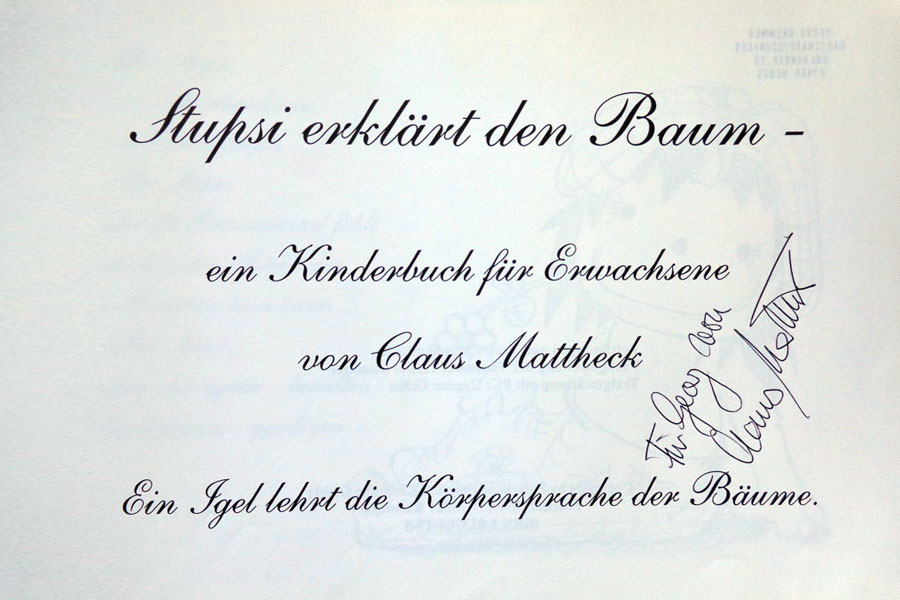 Stupsi erklärt den Baum –
ein Kinderbuch für Erwachsene
von Claus Mattheck
Für Georg von
Claus Mattheck
Ein Igel lehrt die Körpersprache der Bäume.